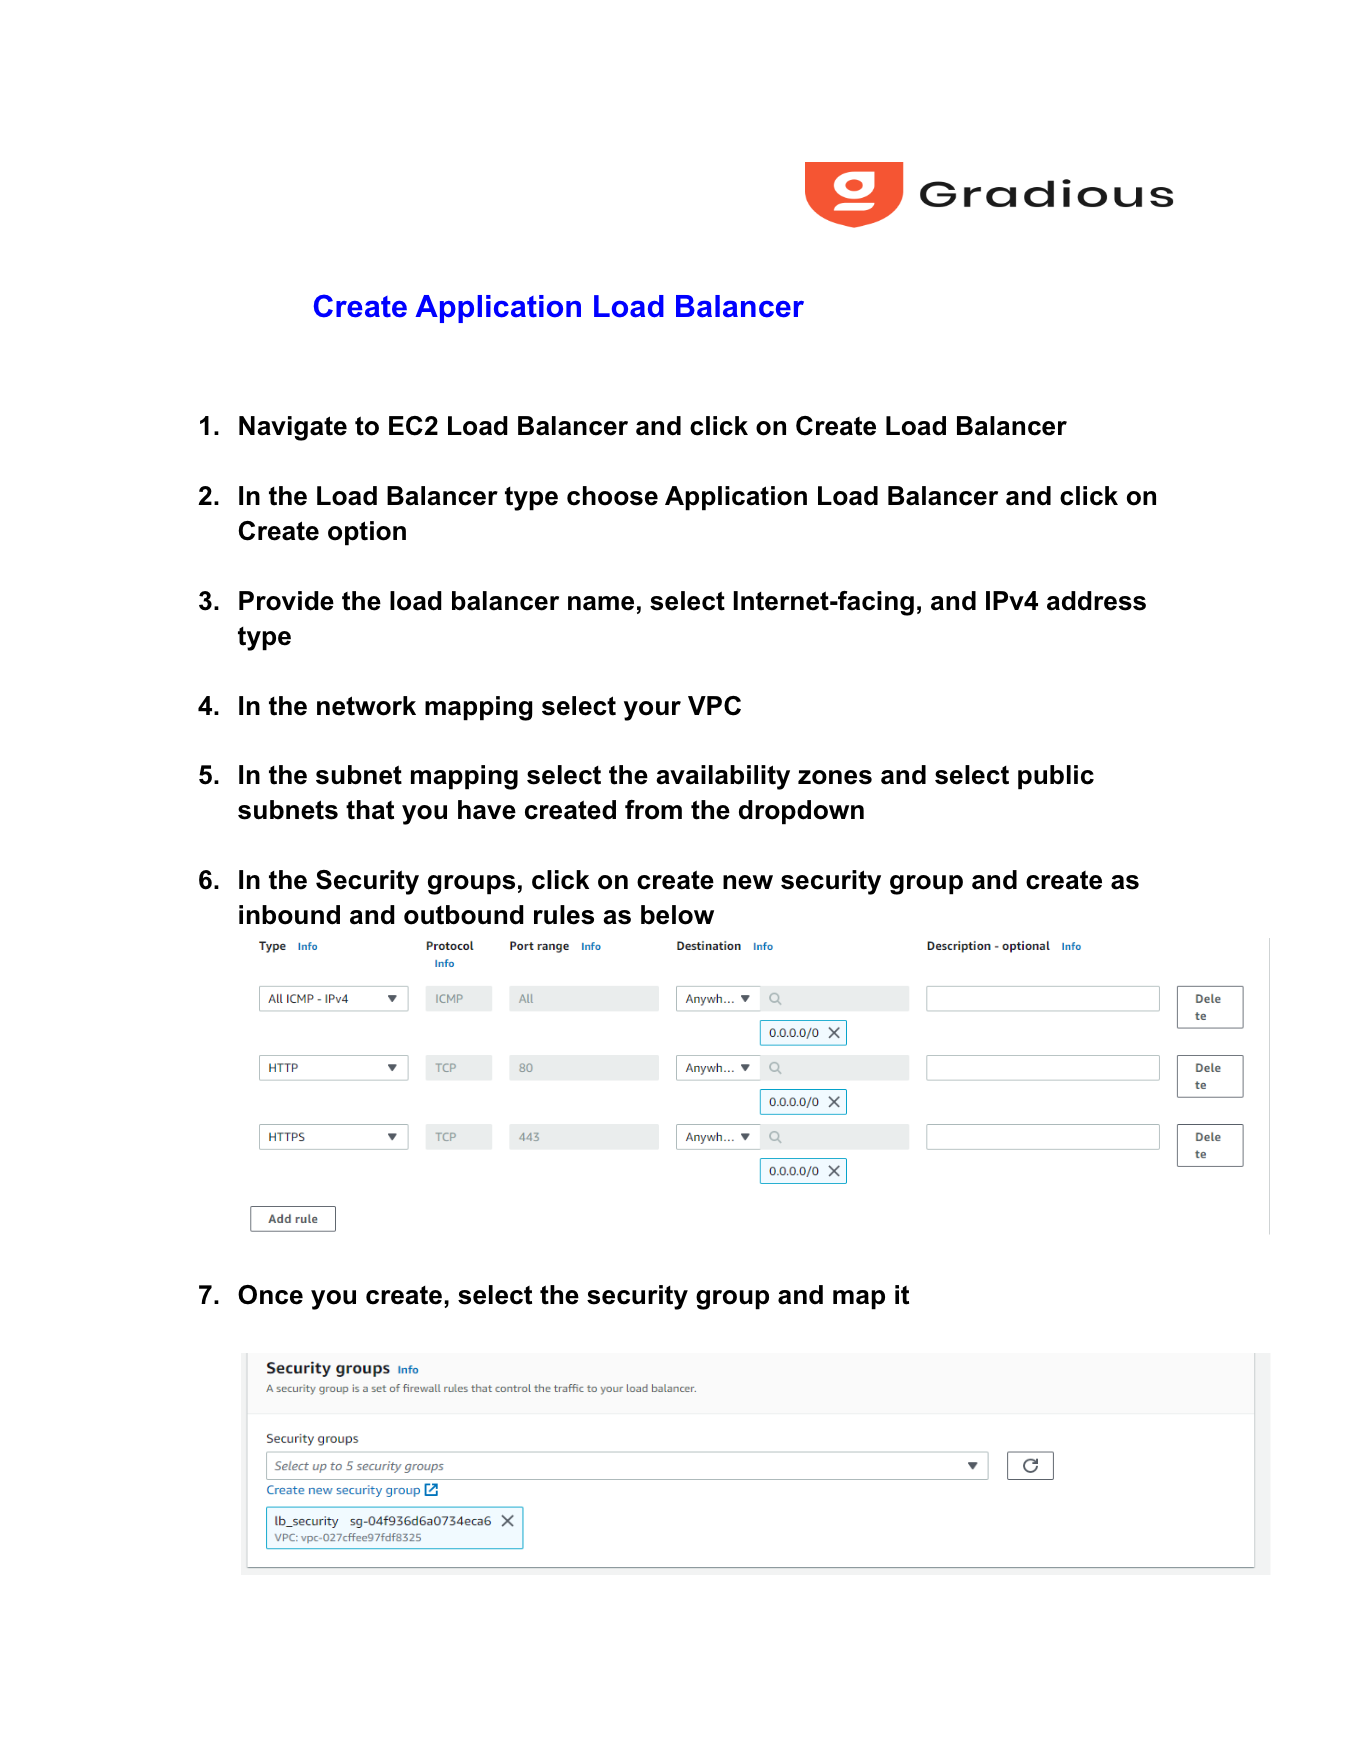 Gradious
Create Application Load Balancer
1. Navigate to EC2 Load Balancer and click on Create Load Balancer
2. In the Load Balancer type choose Application Load Balancer and click on
Create option
3. Provide the load balancer name, select Internet-facing, and IPv4 address
type
4. In the network mapping select your VPC
5. In the subnet mapping select the availability zones and select public
subnets that you have created from the dropdown
6. In the Security groups, click on create new security group and create as
inbound and outbound rules as below
Type Info Protocol Port range Info Destination Info Description - optional Info
Info
All ICMP - IPv4 ICMP All Anywh... Dele
te
0.0.0.0/0
HTTP TCP 80 Anywh... Dele
te
0.0.0.0/0
HTTPS TCP 443 Anywh... Dele
te
0.0.0.0/0
Add rule
7. Once you create, select the security group and map it
Security groups Info
A security group is a set of firewall rules that control the traffic to your load balancer.
Security groups
Select up to 5 security groups
Create new security group
lb_security sg-04f936d6a0734eca6
VPC: vpc-027cffee97fdf8325